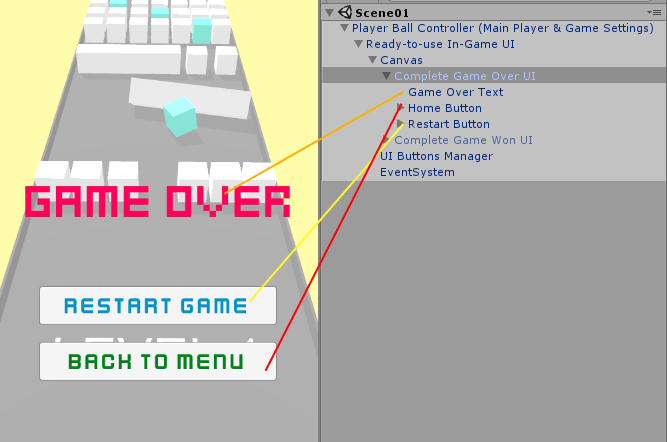 GAME OVER
RESTART GAME
BACK TO MENU
Scene01
Player Ball Controller (Main Player & Game Settings)
Ready-to-use In-Game UI
Canvas
Complete Game Over UI
Game Over Text
Home Button
Restart Button
Complete Game Won UI
UI Buttons Manager
EventSystem